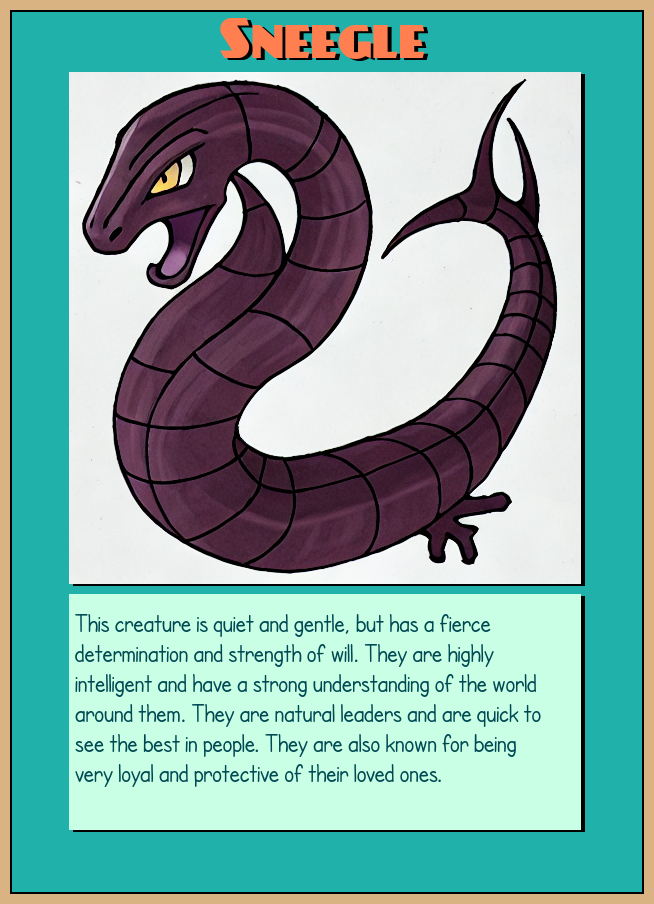 Sneegle
This creature is quiet and gentle, but has a fierce
determination and strength of will. They are highly
intelligent and have a strong understanding of the world
around them. They are natural leaders and are quick to
see the best in people. They are also known for being
very loyal and protective of their loved ones.